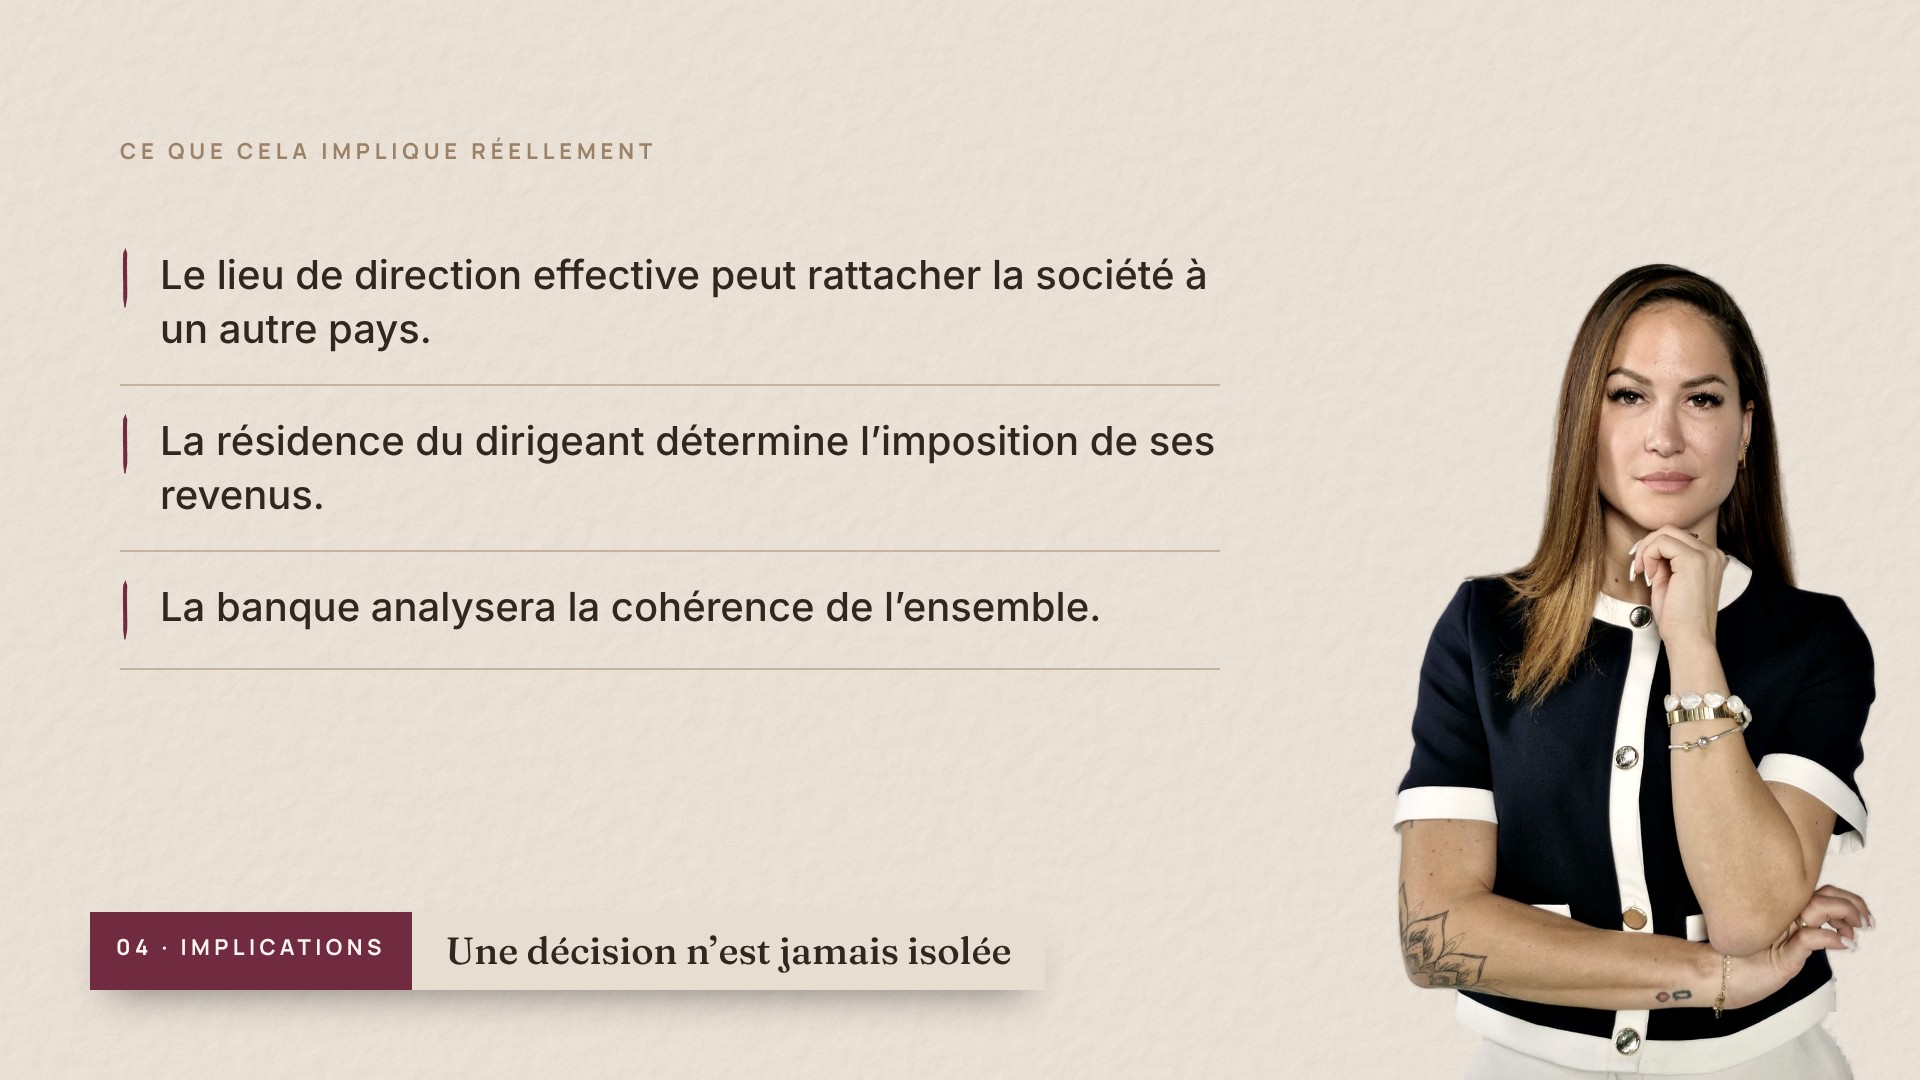 CE QUE CELA IMPLIQUE RÉELLEMENT
Le lieu de direction effective peut rattacher la société à
un autre pays.
La résidence du dirigeant détermine l’imposition de ses
revenus.
La banque analysera la cohérence de l’ensemble.
04 · IMPLICATIONS
Une décision n’est jamais isolée